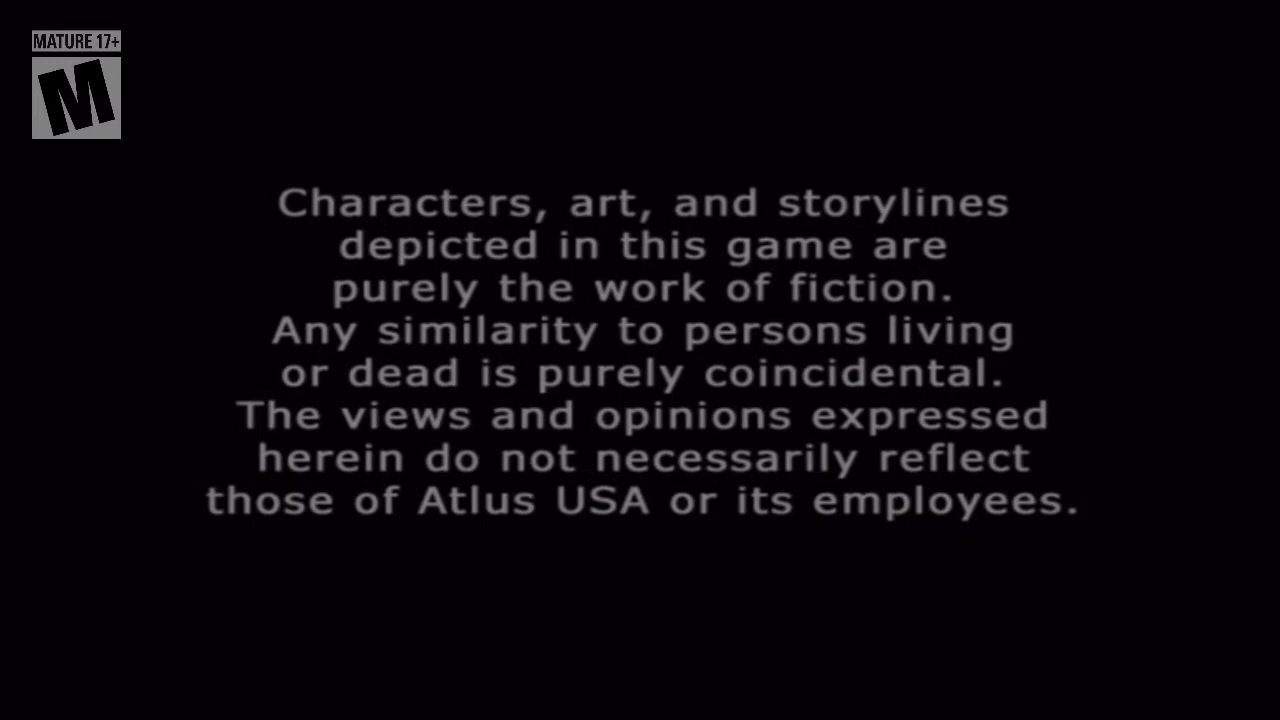 MATURE 17+
M
Characters, art, and storylines
depicted in this game are
purely the work of fiction.
Any similarity to persons living
or dead is purely coincidental.
The views and opinions expressed
herein do not necessarily reflect
those of Atlus USA or its employees.